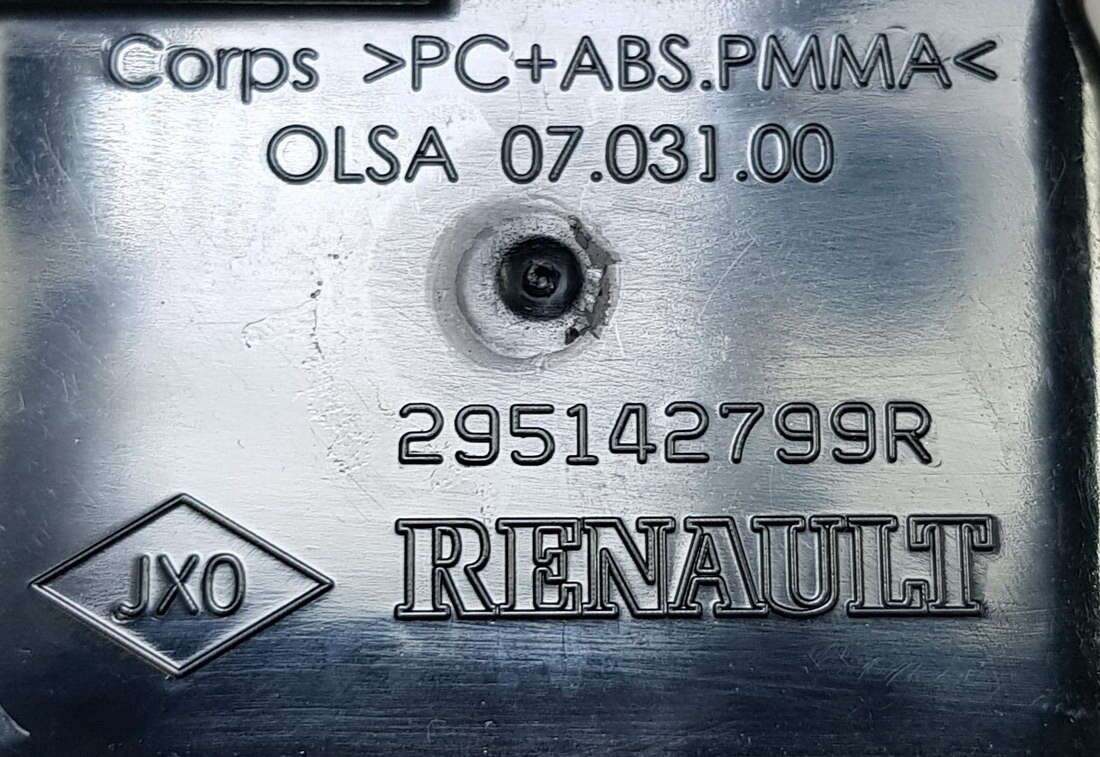 Corps >PC+ABS.PMMA<
OLSA 07.031.00
295142799R
JXO
RENAULT